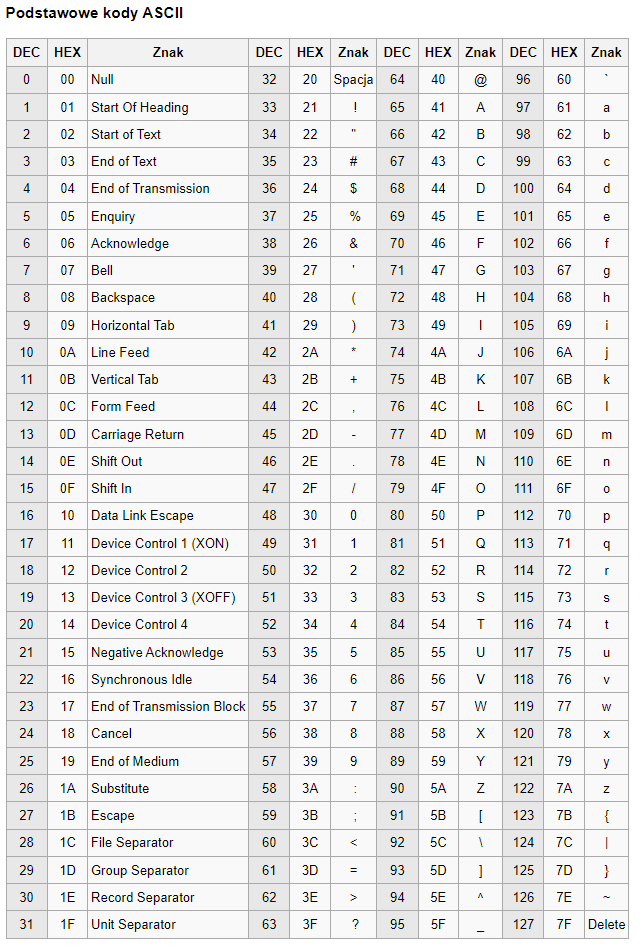 Podstawowe kody ASCII
DEC HEX Znak DEC HEX Znak DEC HEX Znak DEC HEX Znak
0 00 Null 32 20 Spacja 64 40 @ 96 60 `
1 01 Start Of Heading 33 21 ! 65 41 A 97 61 a
2 02 Start of Text 34 22 " 66 42 B 98 62 b
3 03 End of Text 35 23 # 67 43 C 99 63 c
4 04 End of Transmission 36 24 $ 68 44 D 100 64 d
5 05 Enquiry 37 25 % 69 45 E 101 65 e
6 06 Acknowledge 38 26 & 70 46 F 102 66 f
7 07 Bell 39 27 ' 71 47 G 103 67 g
8 08 Backspace 40 28 ( 72 48 H 104 68 h
9 09 Horizontal Tab 41 29 ) 73 49 I 105 69 i
10 0A Line Feed 42 2A * 74 4A J 106 6A j
11 0B Vertical Tab 43 2B + 75 4B K 107 6B k
12 0C Form Feed 44 2C , 76 4C L 108 6C l
13 0D Carriage Return 45 2D - 77 4D M 109 6D m
14 0E Shift Out 46 2E . 78 4E N 110 6E n
15 0F Shift In 47 2F / 79 4F O 111 6F o
16 10 Data Link Escape 48 30 0 80 50 P 112 70 p
17 11 Device Control 1 (XON) 49 31 1 81 51 Q 113 71 q
18 12 Device Control 2 50 32 2 82 52 R 114 72 r
19 13 Device Control 3 (XOFF) 51 33 3 83 53 S 115 73 s
20 14 Device Control 4 52 34 4 84 54 T 116 74 t
21 15 Negative Acknowledge 53 35 5 85 55 U 117 75 u
22 16 Synchronous Idle 54 36 6 86 56 V 118 76 v
23 17 End of Transmission Block 55 37 7 87 57 W 119 77 w
24 18 Cancel 56 38 8 88 58 X 120 78 x
25 19 End of Medium 57 39 9 89 59 Y 121 79 y
26 1A Substitute 58 3A : 90 5A Z 122 7A z
27 1B Escape 59 3B ; 91 5B [ 123 7B {
28 1C File Separator 60 3C < 92 5C \ 124 7C |
29 1D Group Separator 61 3D = 93 5D ] 125 7D }
30 1E Record Separator 62 3E > 94 5E ^ 126 7E ~
31 1F Unit Separator 63 3F ? 95 5F _ 127 7F Delete